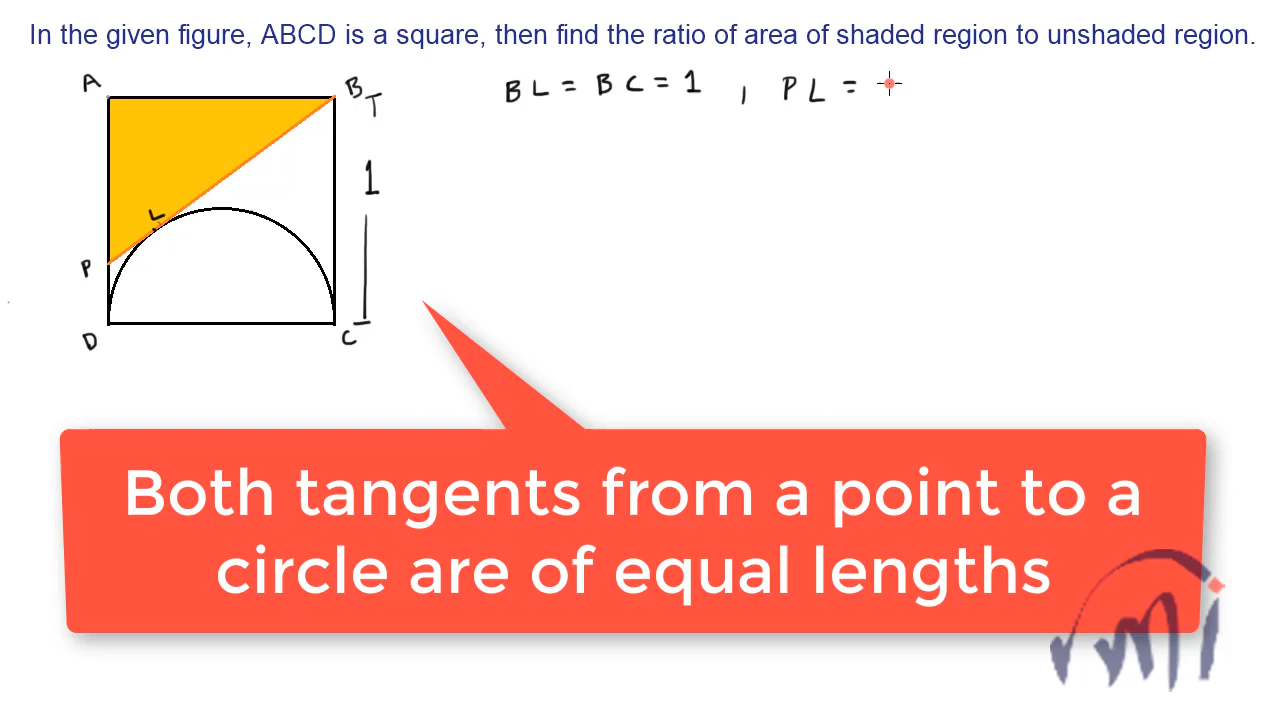 In the given figure, ABCD is a square, then find the ratio of area of shaded region to unshaded region.
A
B
T
BL = BC = 1 , PL =
1
L
P
D
C
Both tangents from a point to a
circle are of equal lengths